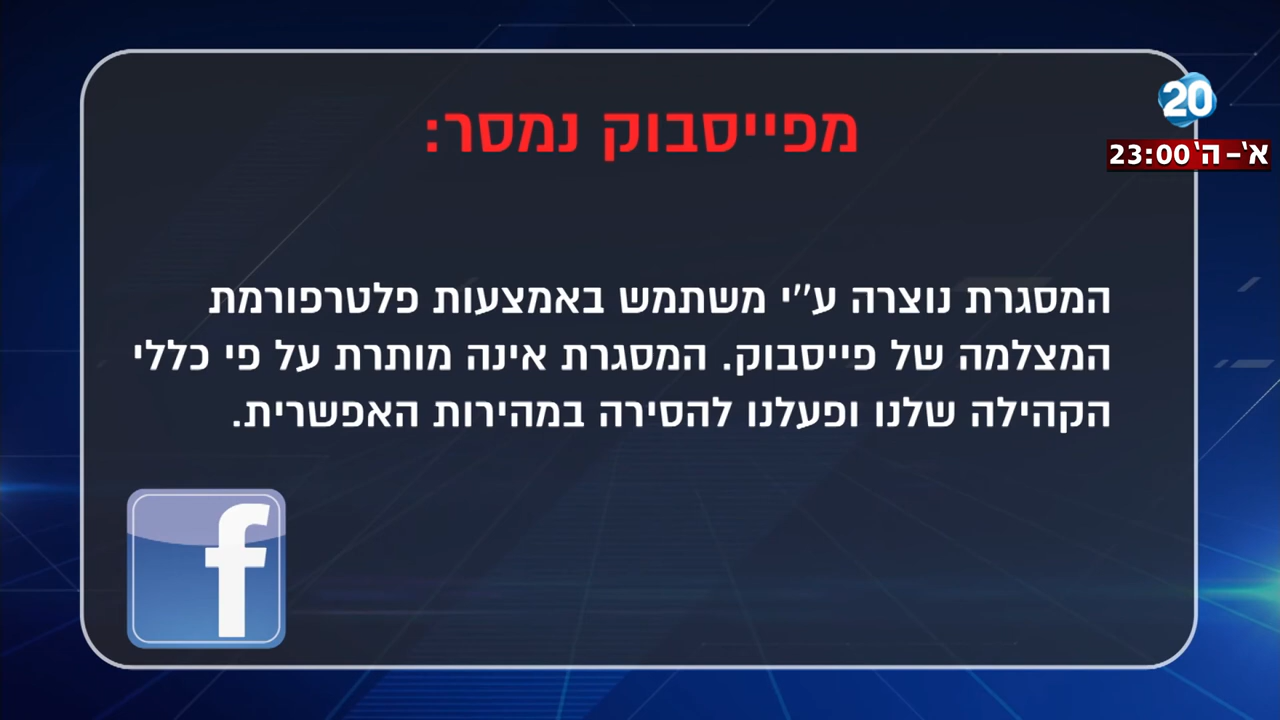 מפייסבוק נמסר:
20
א'-ה' 23:00
המסגרת נוצרה ע''י משתמש באמצעות פלטרפורמת
המצלמה של פייסבוק. המסגרת אינה מותרת על פי כללי
הקהילה שלנו ופעלנו להסירה במהירות האפשרית.
f